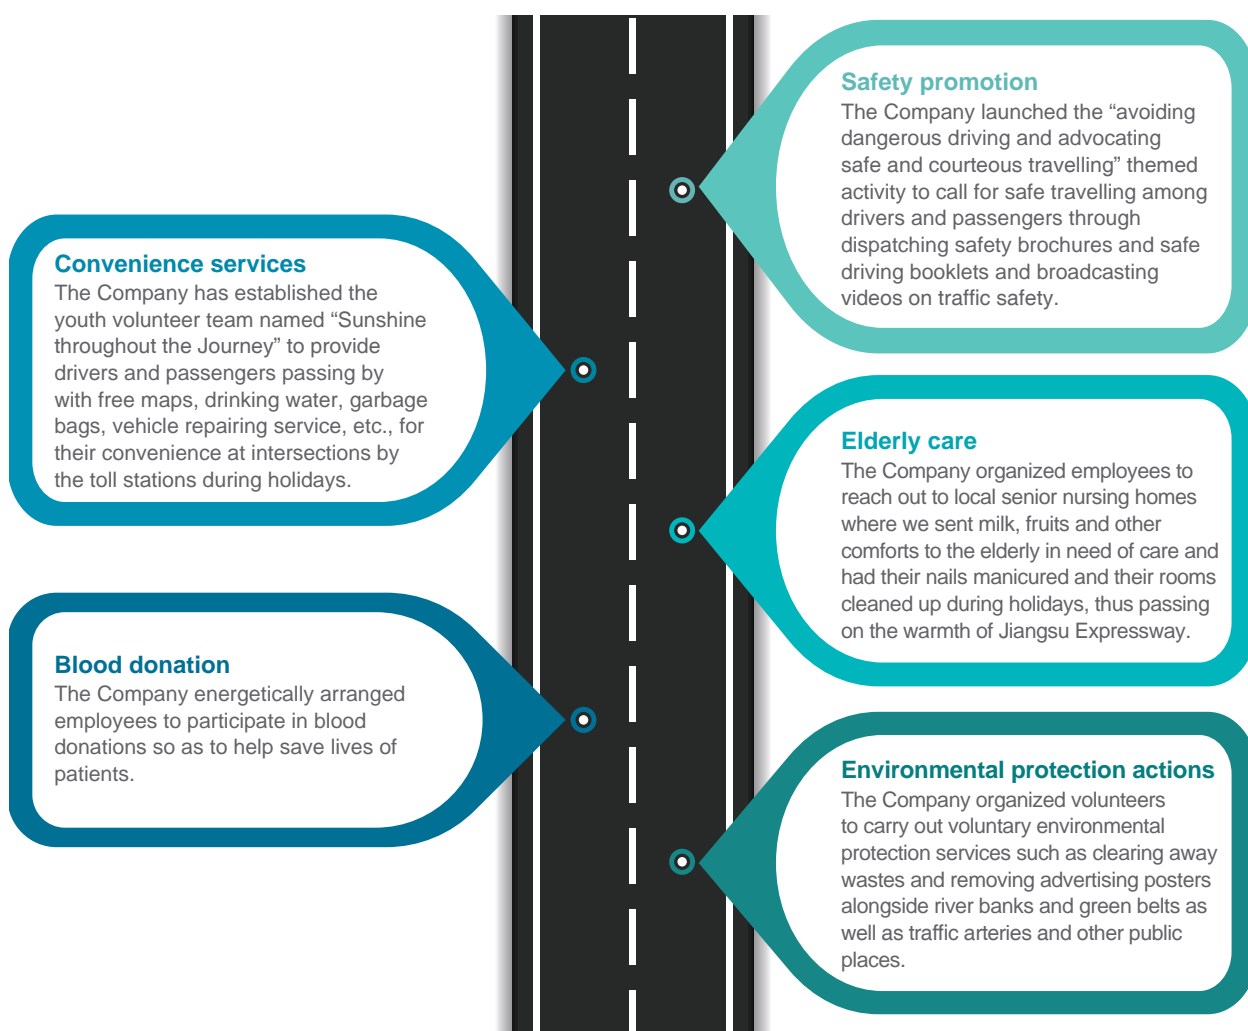 Safety promotion
The Company launched the “avoiding
dangerous driving and advocating
safe and courteous travelling” themed
activity to call for safe travelling among
drivers and passengers through
dispatching safety brochures and safe
driving booklets and broadcasting
videos on traffic safety.
Convenience services
The Company has established the
youth volunteer team named “Sunshine
throughout the Journey” to provide
drivers and passengers passing by
with free maps, drinking water, garbage
bags, vehicle repairing service, etc., for
their convenience at intersections by
the toll stations during holidays.
Elderly care
The Company organized employees to
reach out to local senior nursing homes
where we sent milk, fruits and other
comforts to the elderly in need of care and
had their nails manicured and their rooms
cleaned up during holidays, thus passing
on the warmth of Jiangsu Expressway.
Blood donation
The Company energetically arranged
employees to participate in blood
donations so as to help save lives of
patients.
Environmental protection actions
The Company organized volunteers
to carry out voluntary environmental
protection services such as clearing away
wastes and removing advertising posters
alongside river banks and green belts as
well as traffic arteries and other public
places.